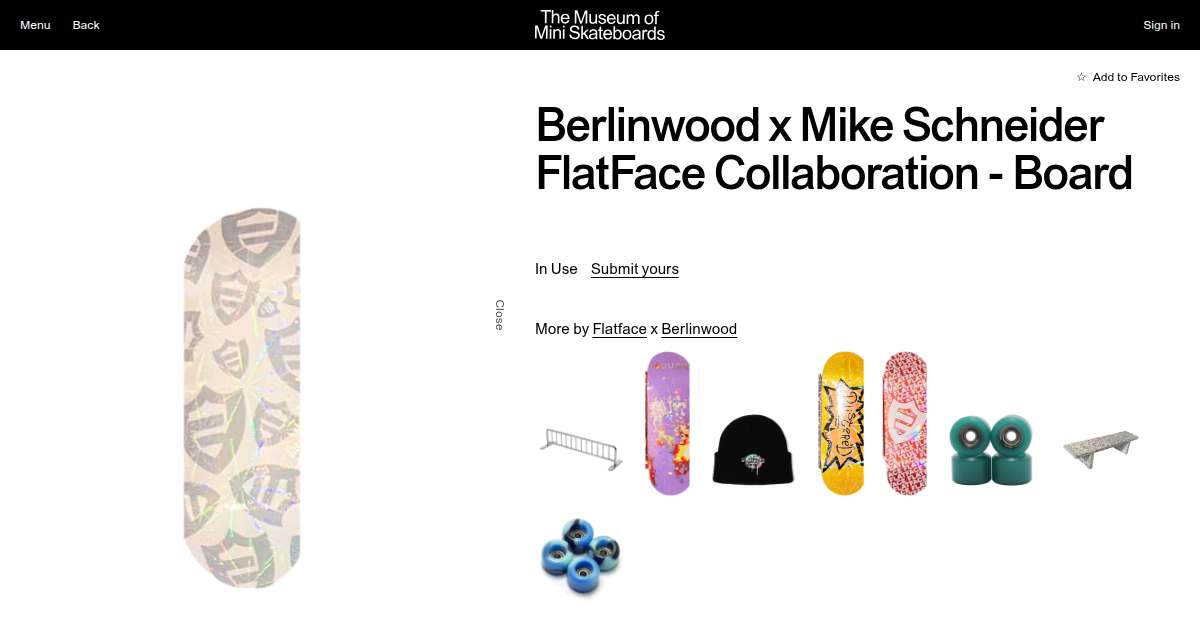 Menu
Back
The Museum of
Mini Skateboards
Sign in
☆ Add to Favorites
Berlinwood x Mike Schneider
FlatFace Collaboration - Board
In Use
Submit yours
Close
More by Flatface x Berlinwood